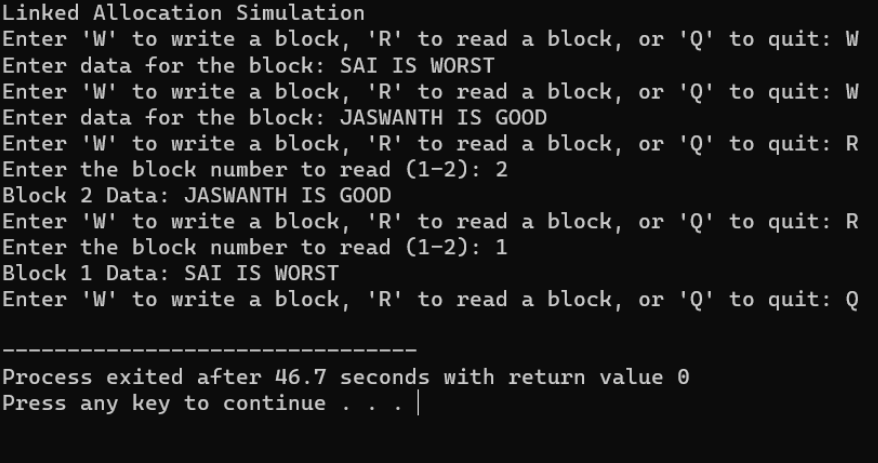 Linked Allocation Simulation
Enter 'W' to write a block, 'R' to read a block, or 'Q' to quit: W
Enter data for the block: SAI IS WORST
Enter 'W' to write a block, 'R' to read a block, or 'Q' to quit: W
Enter data for the block: JASWANTH IS GOOD
Enter 'W' to write a block, 'R' to read a block, or 'Q' to quit: R
Enter the block number to read (1-2): 2
Block 2 Data: JASWANTH IS GOOD
Enter 'W' to write a block, 'R' to read a block, or 'Q' to quit: R
Enter the block number to read (1-2): 1
Block 1 Data: SAI IS WORST
Enter 'W' to write a block, 'R' to read a block, or 'Q' to quit: Q
--------------------------------
Process exited after 46.7 seconds with return value 0
Press any key to continue . . .